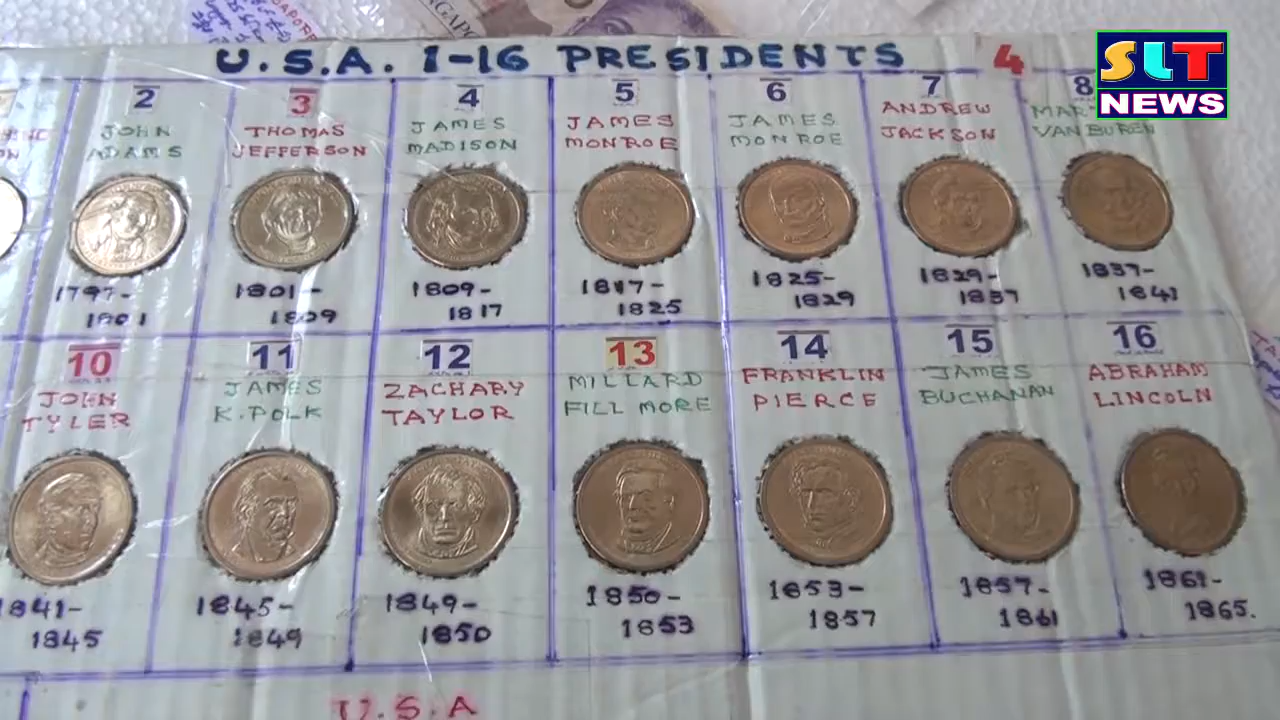 U.S.A. 1-16 PRESIDENTS 4
SLT
NEWS
2
JOHN
ADAMS
1797-
1801
3
THOMAS
JEFFERSON
1801-
1809
4
JAMES
MADISON
1809-
1817
5
JAMES
MONROE
1817-
1825
6
JAMES
MONROE
1825-
1829
7
ANDREW
JACKSON
1829-
1837
8
VAN BUREN
1837-
1841
10
JOHN
TYLER
1841-
1845
11
JAMES
K. POLK
1845-
1849
12
ZACHARY
TAYLOR
1849-
1850
13
MILLARD
FILL MORE
1850-
1853
14
FRANKLIN
PIERCE
1853-
1857
15
JAMES
BUCHANAN
1857-
1861
16
ABRAHAM
LINCOLN
1861-
1865.
U.S.A